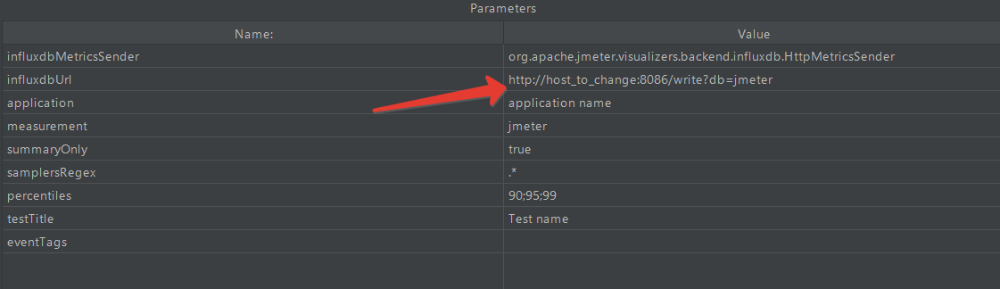 Parameters
Name: Value
influxdbMetricsSender org.apache.jmeter.visualizers.backend.influxdb.HttpMetricsSender
influxdbUrl http://host_to_change:8086/write?db=jmeter
application application name
measurement jmeter
summaryOnly true
samplersRegex .*
percentiles 90;95;99
testTitle Test name
eventTags